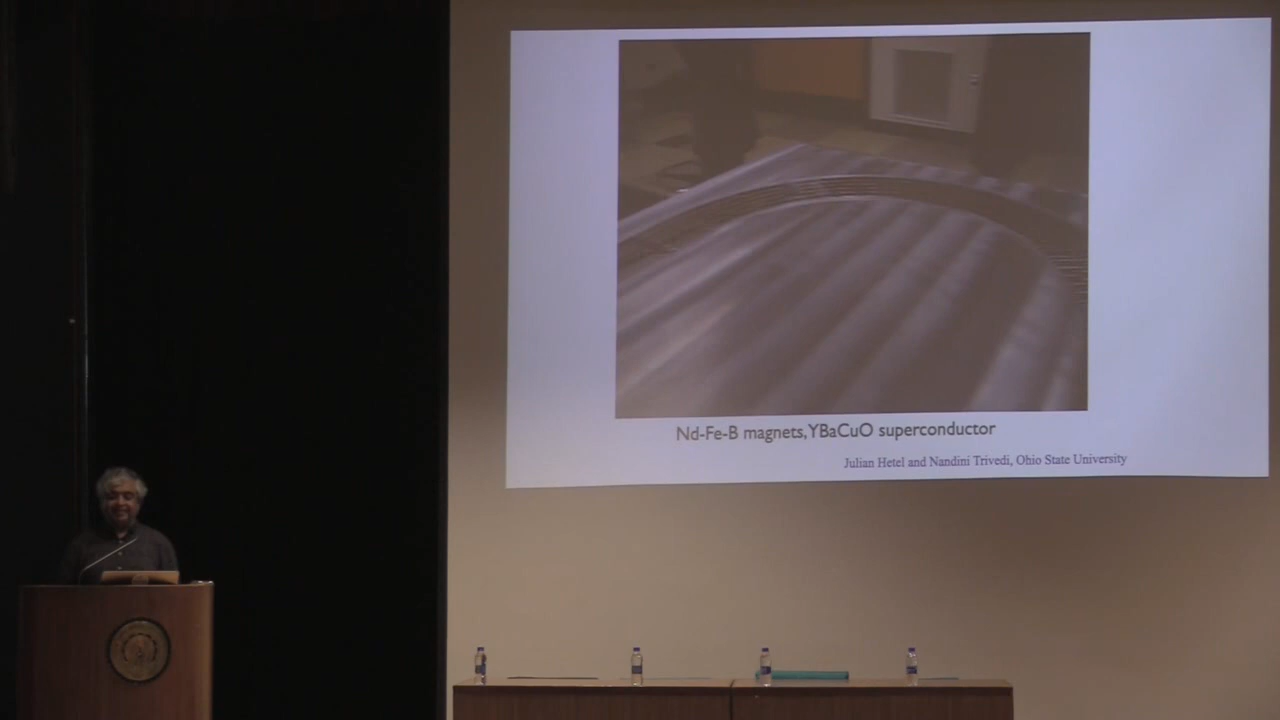 Nd-Fe-B magnets,YBaCuO superconductor
Julian Hetel and Nandini Trivedi, Ohio State University